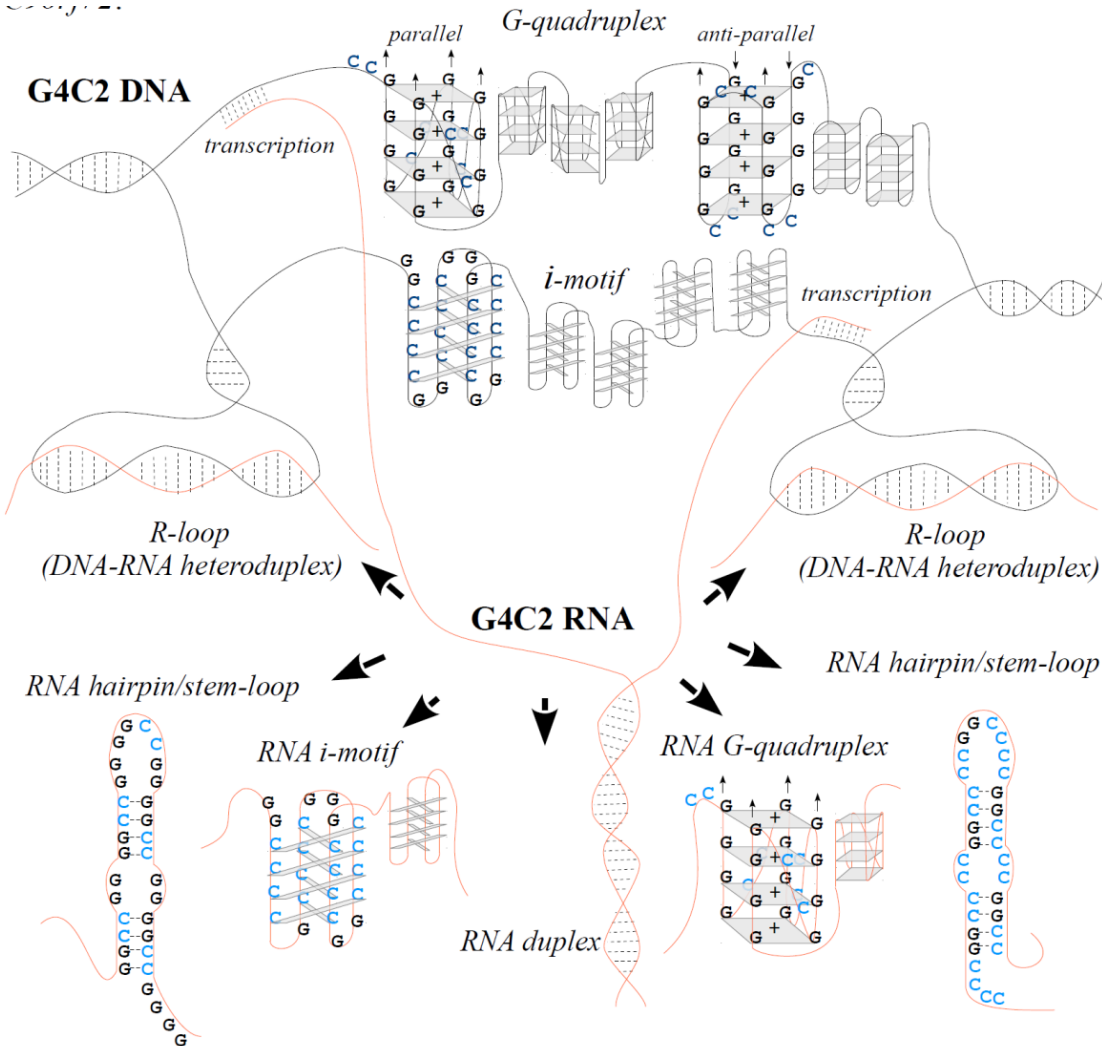 G-quadruplex
parallel
anti-parallel
G4C2 DNA
transcription
i-motif
transcription
R-loop
(DNA-RNA heteroduplex)
R-loop
(DNA-RNA heteroduplex)
G4C2 RNA
RNA hairpin/stem-loop
RNA hairpin/stem-loop
RNA i-motif
RNA G-quadruplex
RNA duplex